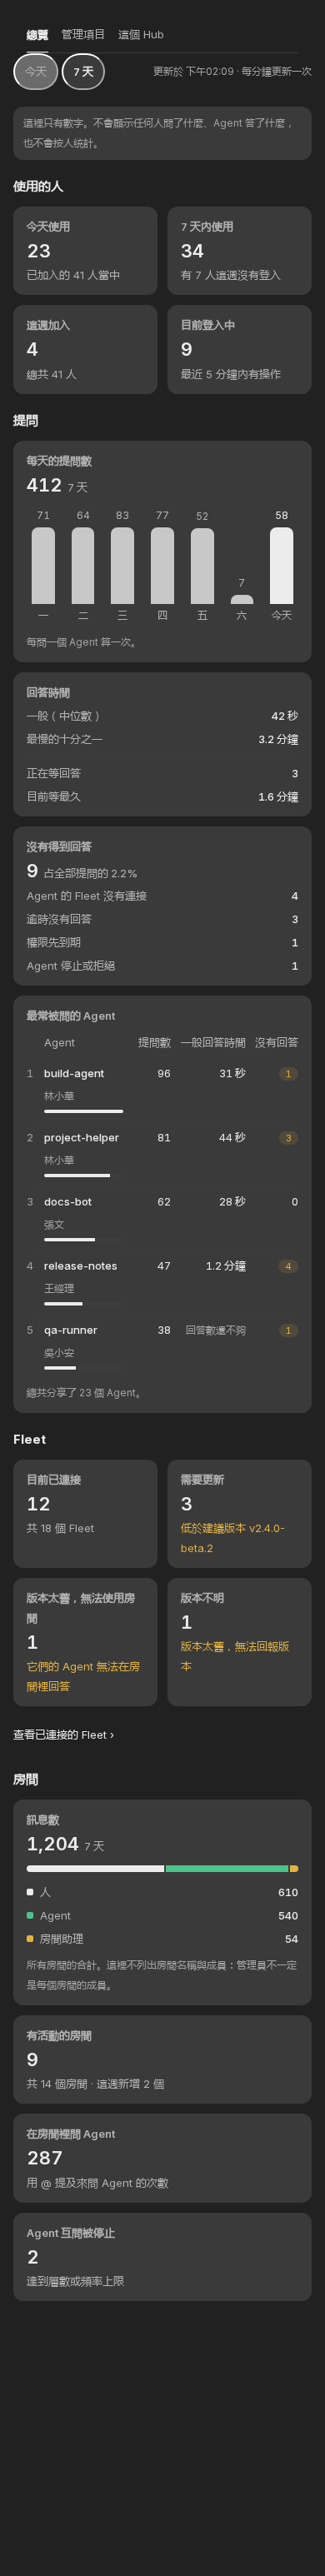 總覽 管理項目 這個 Hub
今天 7 天 更新於 下午02:09 · 每分鐘更新一次
這裡只有數字。不會顯示任何人問了什麼、Agent 答了什麼，
也不會按人統計。
使用的人
今天使用
23
已加入的 41 人當中
7 天內使用
34
有 7 人這週沒有登入
這週加入
4
總共 41 人
目前登入中
9
最近 5 分鐘內有操作
提問
每天的提問數
412 7 天
71 64 83 77 52 7 58
一 二 三 四 五 六 今天
每問一個 Agent 算一次。
回答時間
一般（中位數） 42 秒
最慢的十分之一 3.2 分鐘
正在等回答 3
目前等最久 1.6 分鐘
沒有得到回答
9 占全部提問的 2.2%
Agent 的 Fleet 沒有連接 4
逾時沒有回答 3
權限先到期 1
Agent 停止或拒絕 1
最常被問的 Agent
Agent 提問數 一般回答時間 沒有回答
1 build-agent 96 31 秒 1
林小華
2 project-helper 81 44 秒 3
林小華
3 docs-bot 62 28 秒 0
張文
4 release-notes 47 1.2 分鐘 4
王經理
5 qa-runner 38 回答數還不夠 1
吳小安
總共分享了 23 個 Agent。
Fleet
目前已連接
12
共 18 個 Fleet
需要更新
3
低於建議版本 v2.4.0-
beta.2
版本太舊，無法使用房
間
1
它們的 Agent 無法在房
間裡回答
版本不明
1
版本太舊，無法回報版
本
查看已連接的 Fleet ›
房間
訊息數
1,204 7 天
人 610
Agent 540
房間助理 54
所有房間的合計。這裡不列出房間名稱與成員：管理員不一定
是每個房間的成員。
有活動的房間
9
共 14 個房間 · 這週新增 2 個
在房間裡問 Agent
287
用 @ 提及來問 Agent 的次數
Agent 互問被停止
2
達到層數或頻率上限